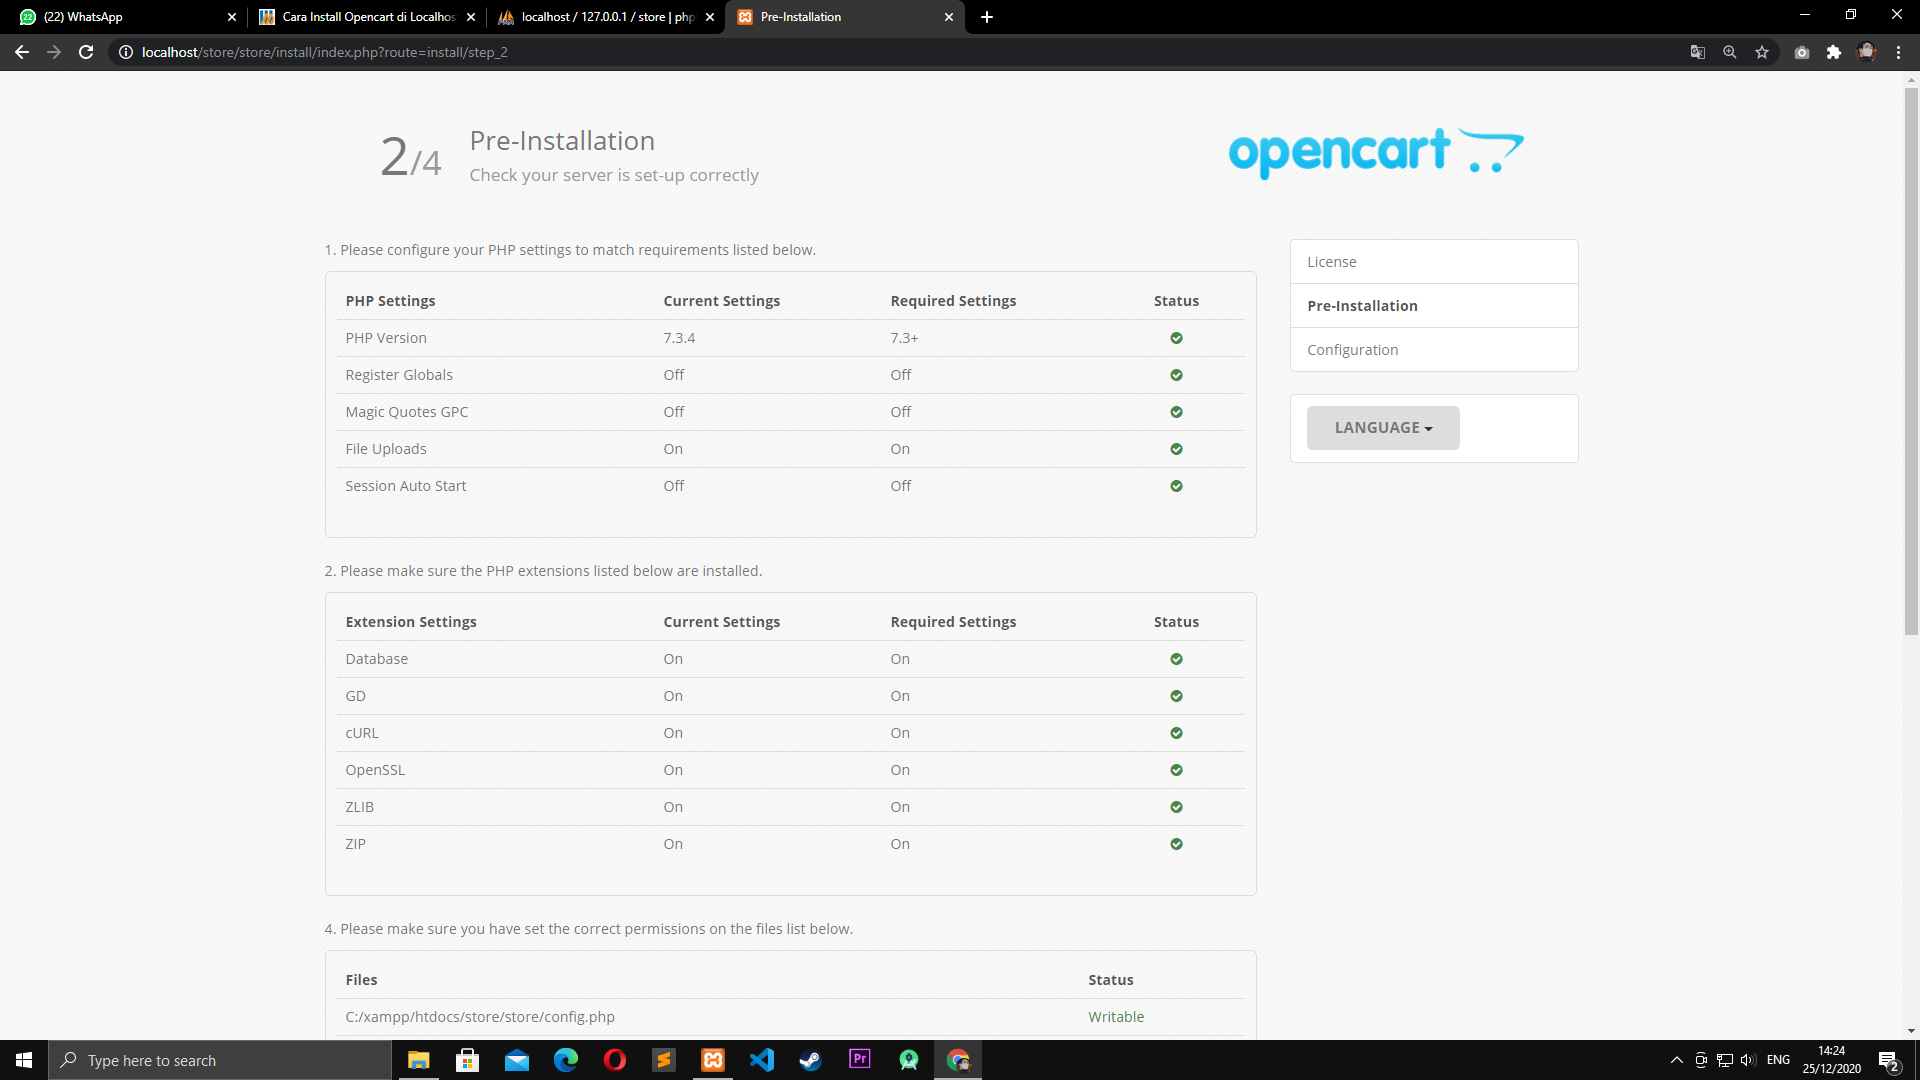 (22) WhatsApp
Cara Install Opencart di Localhos
localhost / 127.0.0.1 / store | php
Pre-Installation
localhost/store/store/install/index.php?route=install/step_2
2/4
Pre-Installation
Check your server is set-up correctly
opencart
1. Please configure your PHP settings to match requirements listed below.
PHP Settings Current Settings Required Settings Status
PHP Version 7.3.4 7.3+
Register Globals Off Off
Magic Quotes GPC Off Off
File Uploads On On
Session Auto Start Off Off
License
Pre-Installation
Configuration
LANGUAGE
2. Please make sure the PHP extensions listed below are installed.
Extension Settings Current Settings Required Settings Status
Database On On
GD On On
cURL On On
OpenSSL On On
ZLIB On On
ZIP On On
4. Please make sure you have set the correct permissions on the files list below.
Files Status
C:/xampp/htdocs/store/store/config.php Writable
Type here to search
Pr
ENG
14:24
25/12/2020
2